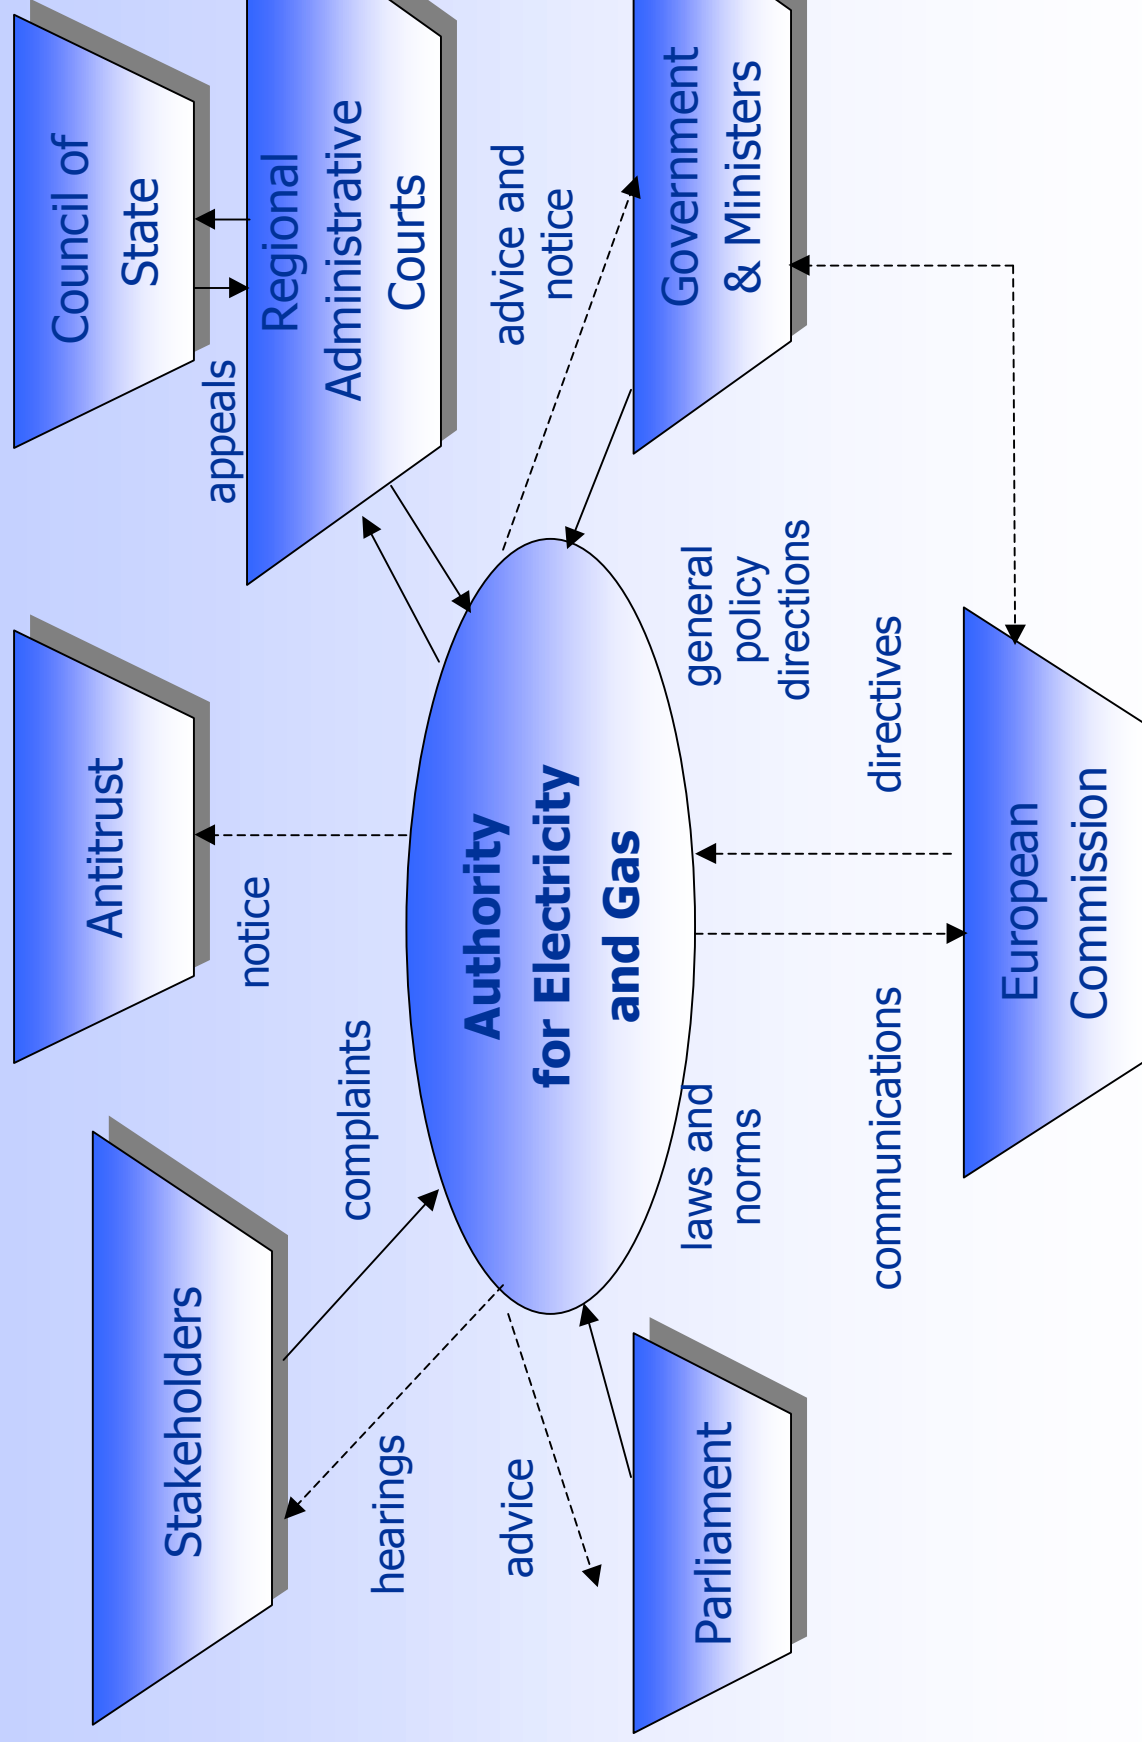 Stakeholders
Antitrust
Council of
State
complaints
notice
appeals
Regional
Administrative
Courts
hearings
advice
Authority
for Electricity
and Gas
advice and
notice
Parliament
laws and
norms
general
policy
directions
Government
& Ministers
communications
directives
European
Commission